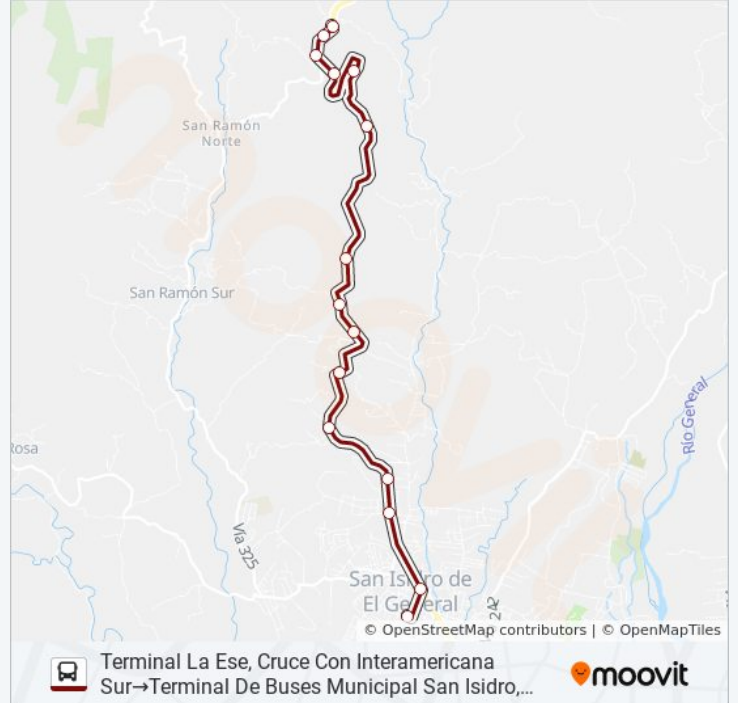 San Ramón
Norte
San Ramón Sur
Río General
Rosa
Vía 325
San Isidro de
El General
2A2
© OpenStreetMap contributors | © OpenMapTiles
Terminal La Ese, Cruce Con Interamericana
Sur→Terminal De Buses Municipal San Isidro,...
moovit